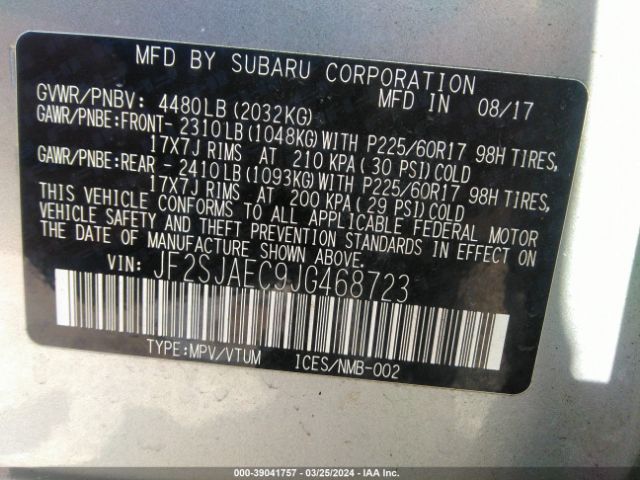 MFD BY SUBARU CORPORATION
MFD IN 08/17
GVWR/PNBV: 4480LB(2032KG)
GAWR/PNBE:FRONT- 2310LB(1048KG)WITH P225/60R17 98H TIRES,
17X7J RIMS AT 210 KPA(30 PSI)COLD
GAWR/PNBE:REAR - 2410LB(1093KG)WITH P225/60R17 98H TIRES,
17X7J RIMS AT 200 KPA(29 PSI)COLD
THIS VEHICLE CONFORMS TO ALL APPLICABLE FEDERAL MOTOR
VEHICLE SAFETY AND THEFT PREVENTION STANDARDS IN EFFECT ON
THE DATE OF MANUFACTURE SHOWN ABOVE.
VIN: JF2SJAEC9JG468723
TYPE:MPV/VTUM ICES/NMB-002
000-39041757 - 03/25/2024 - IAA Inc.